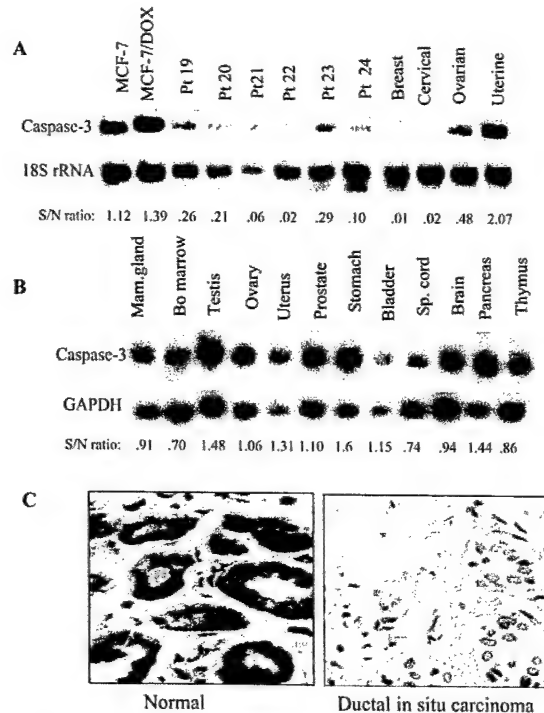 A
MCF-7 MCF-7/DOX Pt 19 Pt 20 Pt21 Pt 22 Pt 23 Pt 24 Breast Cervical Ovarian Uterine
Caspase-3
18S rRNA
S/N ratio: 1.12 1.39 .26 .21 .06 .02 .29 .10 .01 .02 .48 2.07
B
Mam.gland Bo marrow Testis Ovary Uterus Prostate Stomach Bladder Sp. cord Brain Pancreas Thymus
Caspase-3
GAPDH
S/N ratio: .91 .70 1.48 1.06 1.31 1.10 1.6 1.15 .74 .94 1.44 .86
C
Normal Ductal in situ carcinoma